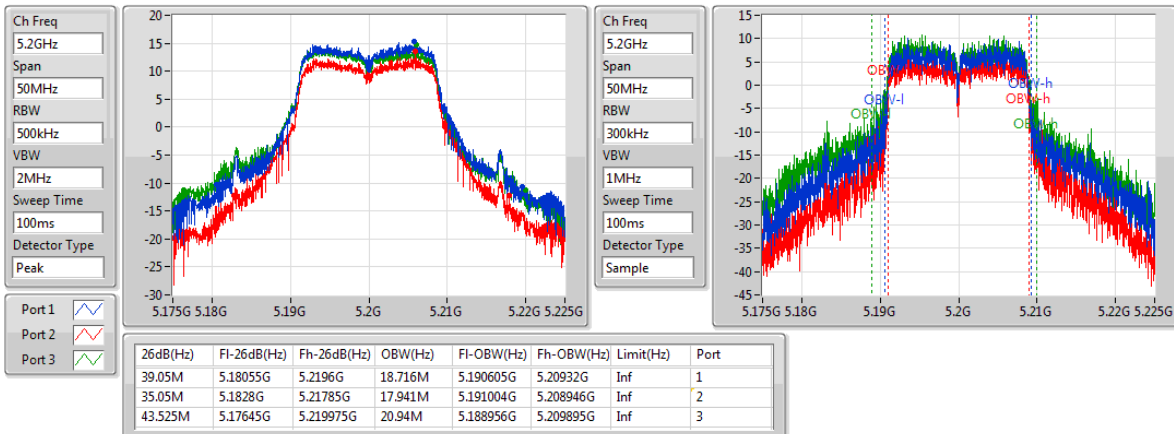 Ch Freq
5.2GHz
Span
50MHz
RBW
500kHz
VBW
2MHz
Sweep Time
100ms
Detector Type
Peak
Port 1
Port 2
Port 3
20
15
10
5
0
-5
-10
-15
-20
-25
-30
5.175G 5.18G 5.19G 5.2G 5.21G 5.22G 5.225G
Ch Freq
5.2GHz
Span
50MHz
RBW
300kHz
VBW
1MHz
Sweep Time
100ms
Detector Type
Sample
15
10
5
0
-5
-10
-15
-20
-25
-30
-35
-40
-45
OBW-l
OBW-h
OBW-h
OBW-h
5.175G 5.18G 5.19G 5.2G 5.21G 5.22G 5.225G
26dB(Hz) Fl-26dB(Hz) Fh-26dB(Hz) OBW(Hz) Fl-OBW(Hz) Fh-OBW(Hz) Limit(Hz) Port
39.05M 5.18055G 5.2196G 18.716M 5.190605G 5.20932G Inf 1
35.05M 5.1828G 5.21785G 17.941M 5.191004G 5.208946G Inf 2
43.525M 5.17645G 5.219975G 20.94M 5.188956G 5.209895G Inf 3